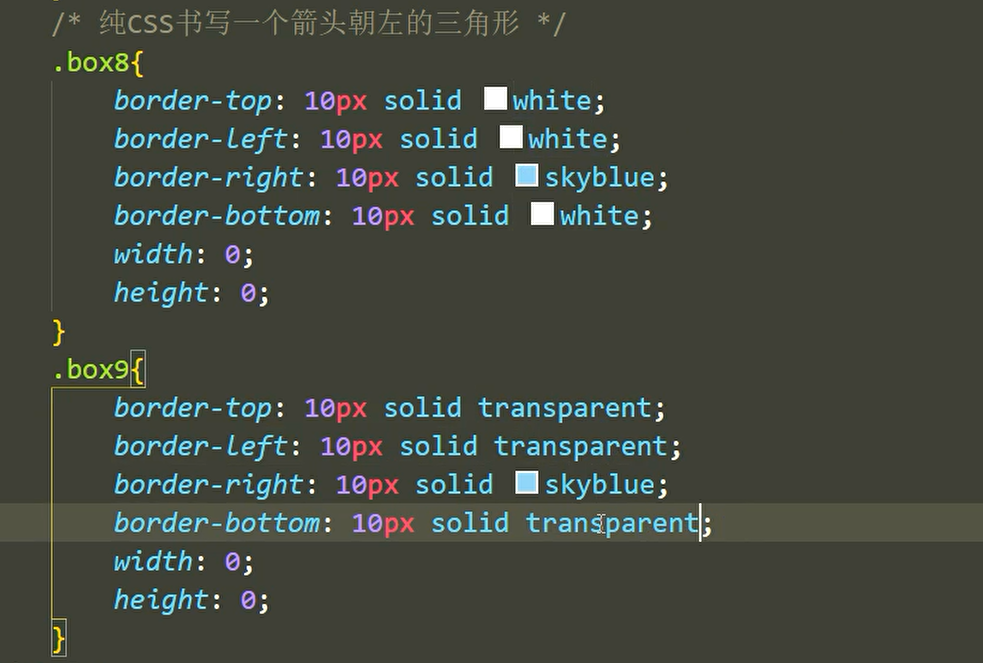 /* 纯CSS书写一个箭头朝左的三角形 */
.box8{
border-top: 10px solid white;
border-left: 10px solid white;
border-right: 10px solid skyblue;
border-bottom: 10px solid white;
width: 0;
height: 0;
}
.box9{
border-top: 10px solid transparent;
border-left: 10px solid transparent;
border-right: 10px solid skyblue;
border-bottom: 10px solid transparent;
width: 0;
height: 0;
}